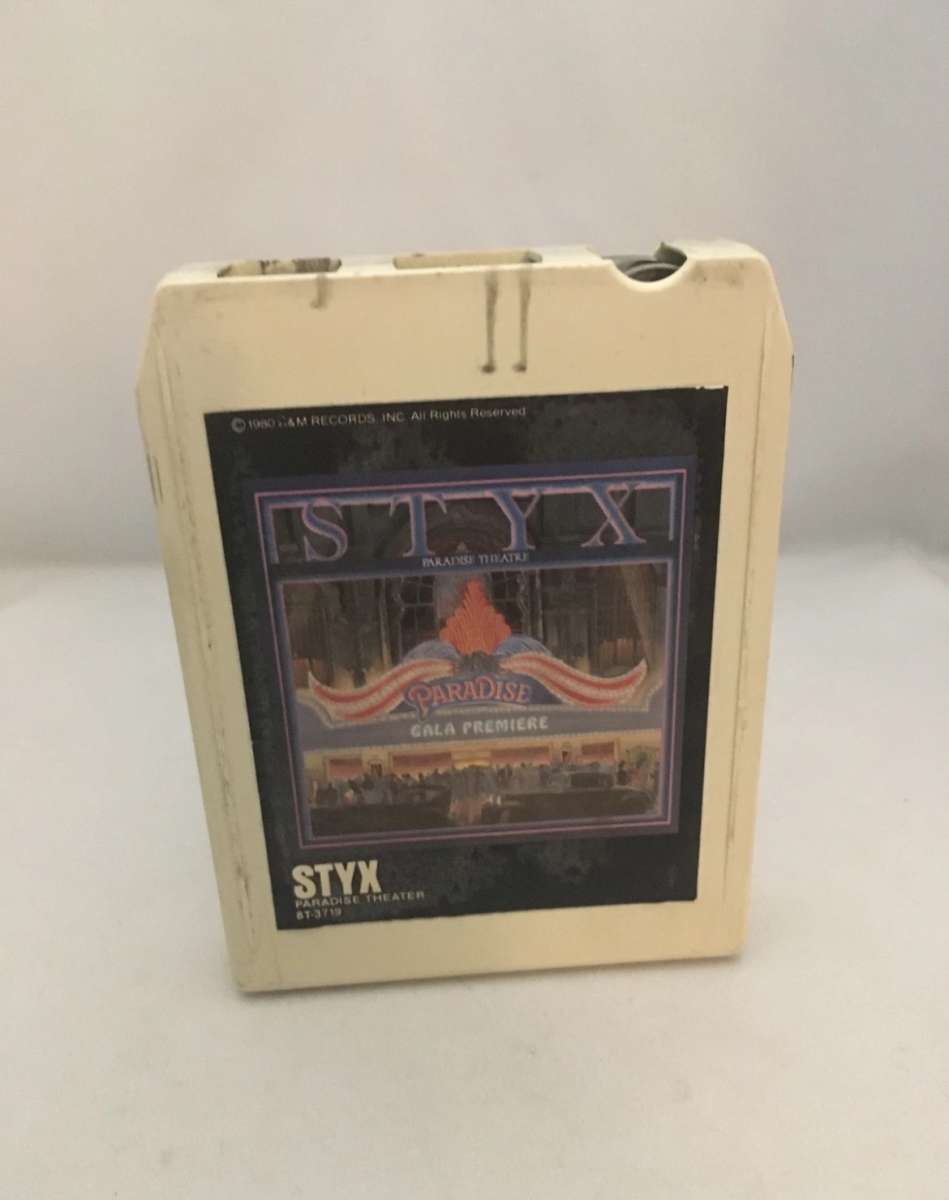 © 1980 A&M RECORDS, INC. All Rights Reserved
STYX
PARADISE THEATRE
PARADISE
GALA PREMIERE
STYX
PARADISE THEATER
8T-3719